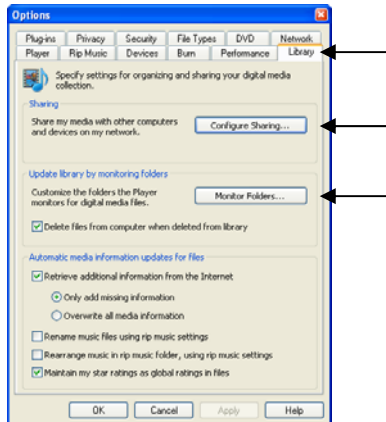 Options
Plug-ins Privacy Security File Types DVD Network
Player Rip Music Devices Burn Performance Library
Specify settings for organizing and sharing your digital media
collection.
Sharing
Share my media with other computers
and devices on my network.
Configure Sharing...
Update library by monitoring folders
Customize the folders the Player
monitors for digital media files.
Monitor Folders...
Delete files from computer when deleted from library
Automatic media information updates for files
Retrieve additional information from the Internet
Only add missing information
Overwrite all media information
Rename music files using rip music settings
Rearrange music in rip music folder, using rip music settings
Maintain my star ratings as global ratings in files
OK Cancel Apply Help